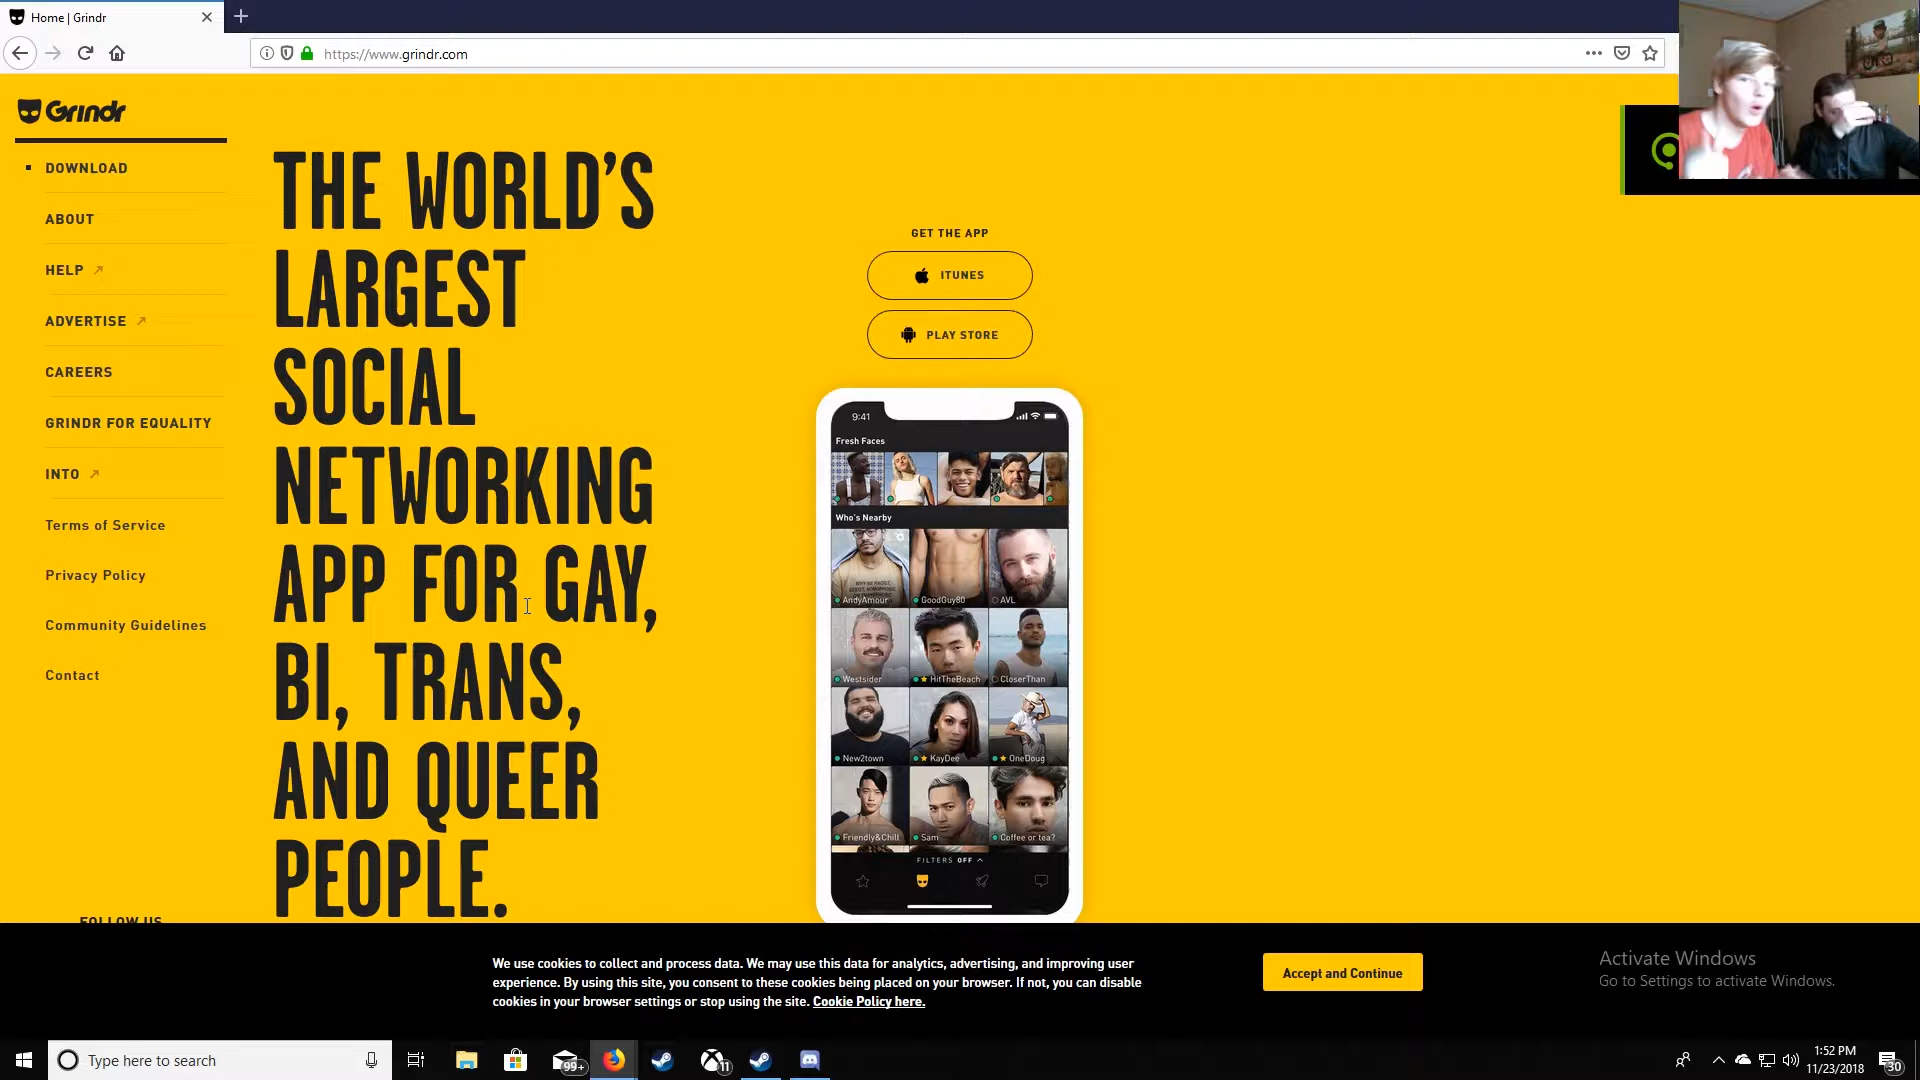 Home | Grindr
https://www.grindr.com
Grindr
DOWNLOAD
ABOUT
HELP
ADVERTISE
CAREERS
GRINDR FOR EQUALITY
INTO
Terms of Service
Privacy Policy
Community Guidelines
Contact
FOLLOW US
THE WORLD'S
LARGEST
SOCIAL
NETWORKING
APP FOR GAY,
BI, TRANS,
AND QUEER
PEOPLE.
GET THE APP
ITUNES
PLAY STORE
9:41
Fresh Faces
Who's Nearby
AndyAmour
GoodGuy80
AVL
Westsider
HitTheBeach
CloserThan
New2town
KayDee
OneDoug
Friendly&Chill
Sam
Coffee or tea?
FILTERS OFF
We use cookies to collect and process data. We may use this data for analytics, advertising, and improving user
experience. By using this site, you consent to these cookies being placed on your browser. If not, you can disable
cookies in your browser settings or stop using the site. Cookie Policy here.
Accept and Continue
Activate Windows
Go to Settings to activate Windows.
Type here to search
99+
11
1:52 PM
11/23/2018
30